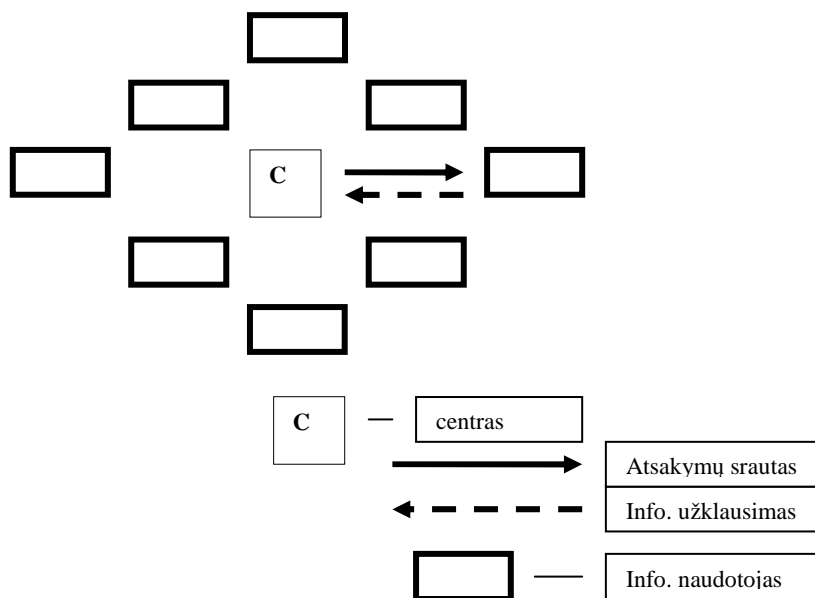 C
C
centras
Atsakymų srautas
Info. užklausimas
Info. naudotojas